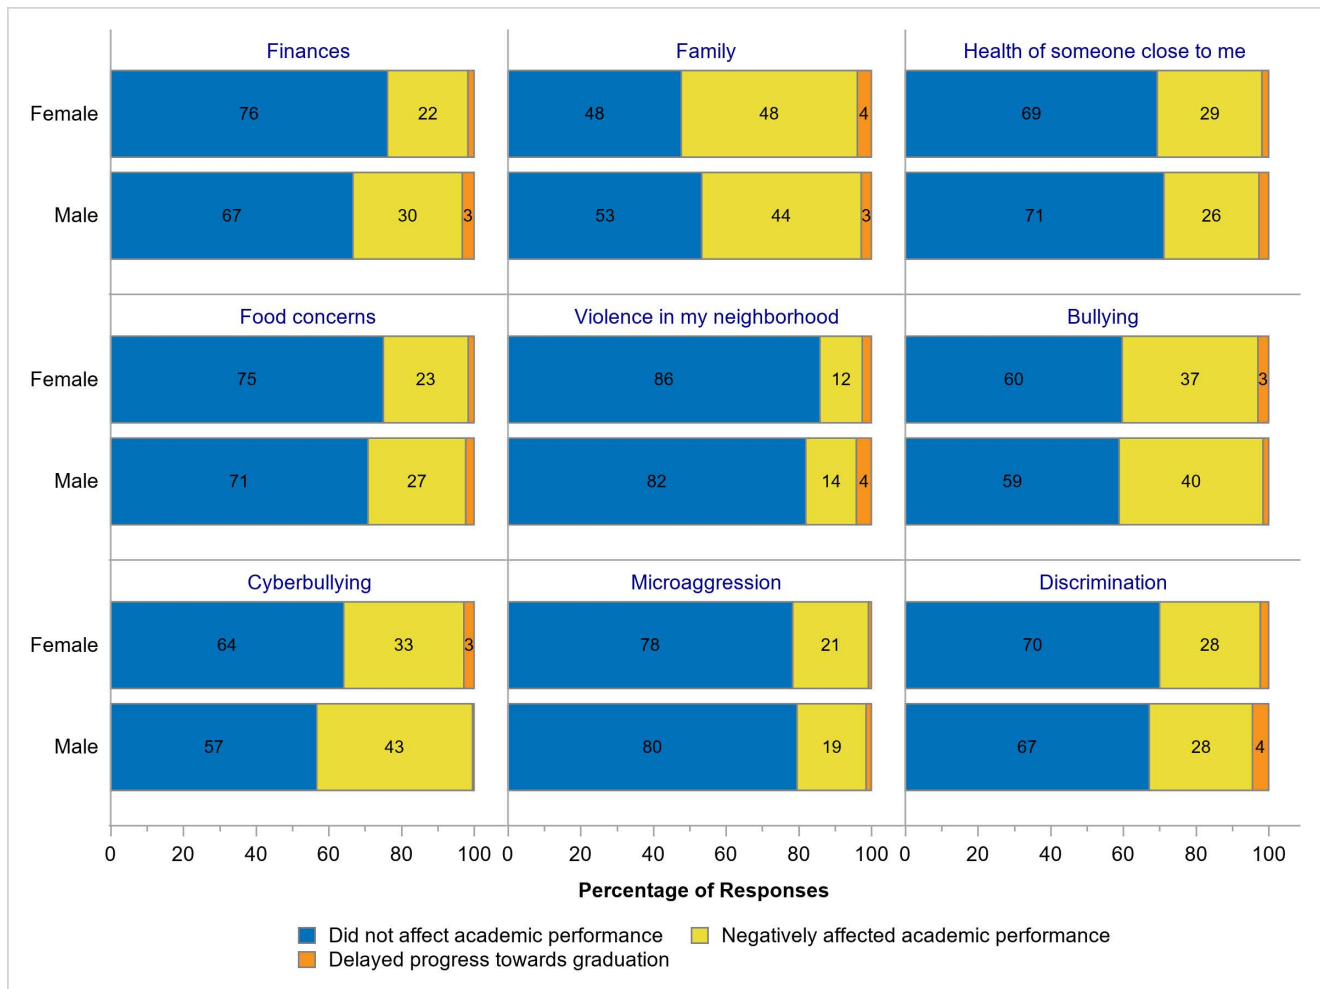 Finances Family Health of someone close to me
Female 76 22 48 48 4 69 29
Male 67 30 3 53 44 3 71 26
Food concerns Violence in my neighborhood Bullying
Female 75 23 86 12 60 37 3
Male 71 27 82 14 4 59 40
Cyberbullying Microaggression Discrimination
Female 64 33 3 78 21 70 28
Male 57 43 80 19 67 28 4
0 20 40 60 80 100 0 20 40 60 80 100 0 20 40 60 80 100
Percentage of Responses
Did not affect academic performance Negatively affected academic performance
Delayed progress towards graduation